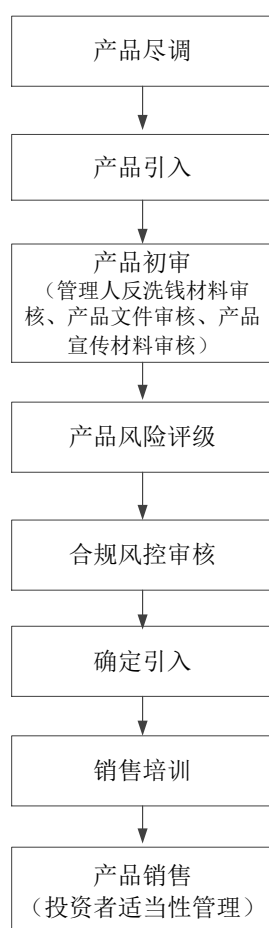 产品尽调
产品引入
产品初审
（管理人反洗钱材料审
核、产品文件审核、产品
宣传材料审核）
产品风险评级
合规风控审核
确定引入
销售培训
产品销售
（投资者适当性管理）